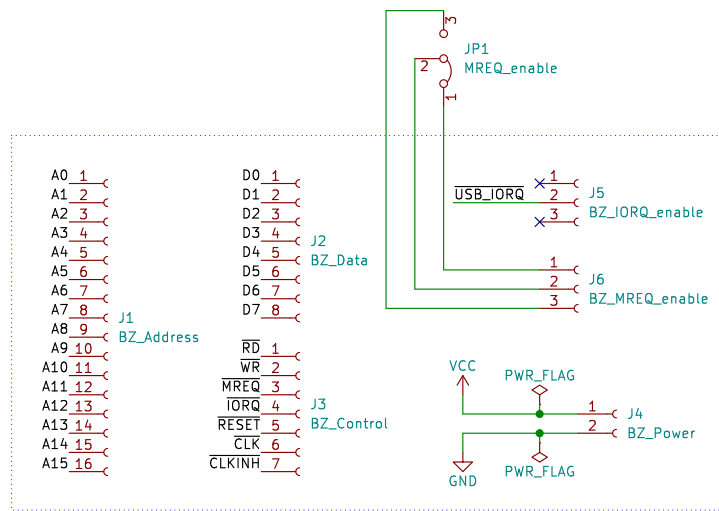 3
JP1
MREQ_enable
2
1
A0 1
A1 2
A2 3
A3 4
A4 5
A5 6
A6 7
A7 8
A8 9
A9 10
A10 11
A11 12
A12 13
A13 14
A14 15
A15 16
J1
BZ_Address
D0 1
D1 2
D2 3
D3 4
D4 5
D5 6
D6 7
D7 8
J2
BZ_Data
RD 1
WR 2
MREQ 3
IORQ 4
RESET 5
CLK 6
CLKINH 7
J3
BZ_Control
1
USB_IORQ 2
3
J5
BZ_IORQ_enable
1
2
3
J6
BZ_MREQ_enable
VCC
PWR_FLAG
1
2
J4
BZ_Power
GND
PWR_FLAG